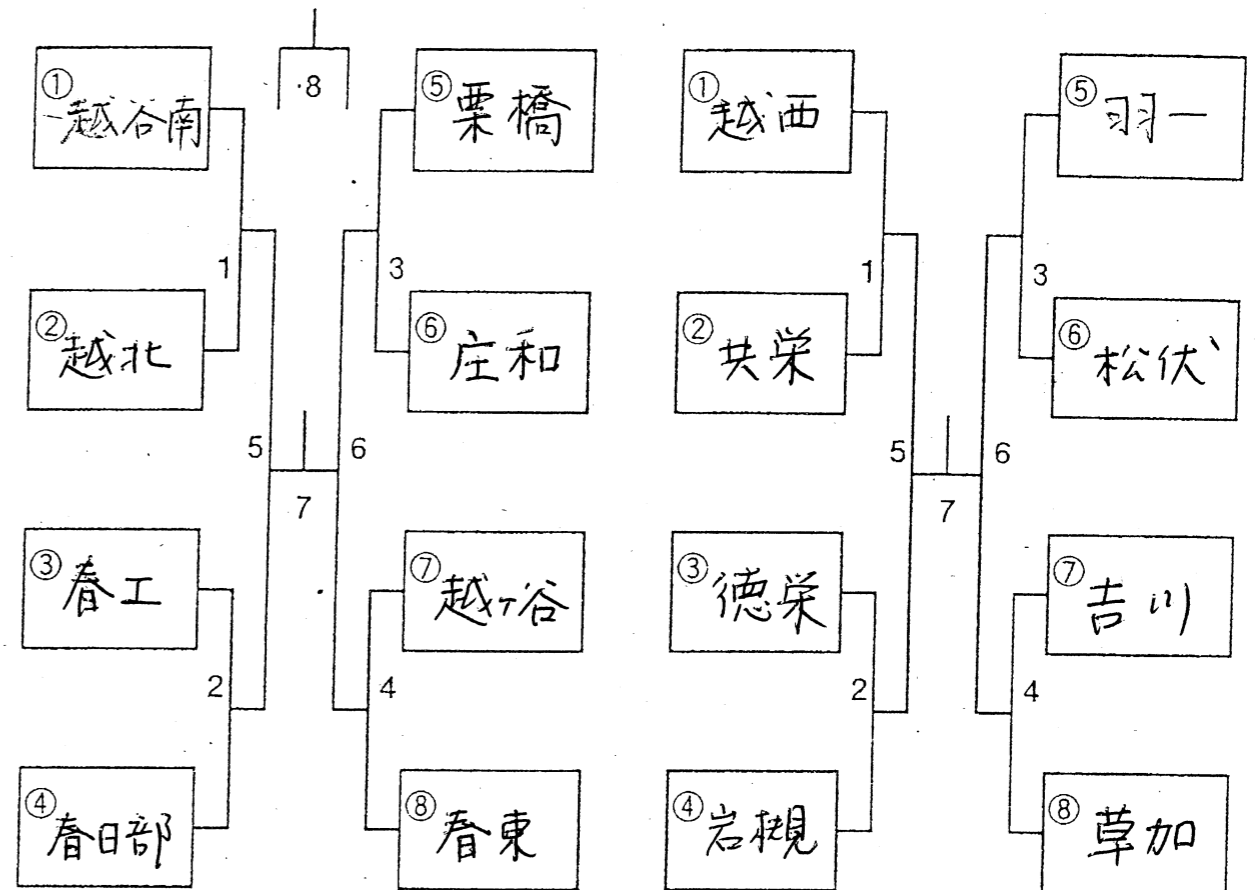 8
① 越谷南
⑤ 栗橋
① 越西
⑤ 羽一
1
3
1
3
② 越北
⑥ 庄和
② 共栄
⑥ 松伏
5
6
5
6
7
7
③ 春工
⑦ 越ヶ谷
③ 徳栄
⑦ 吉川
2
4
2
4
④ 春日部
⑧ 春東
④ 岩槻
⑧ 草加